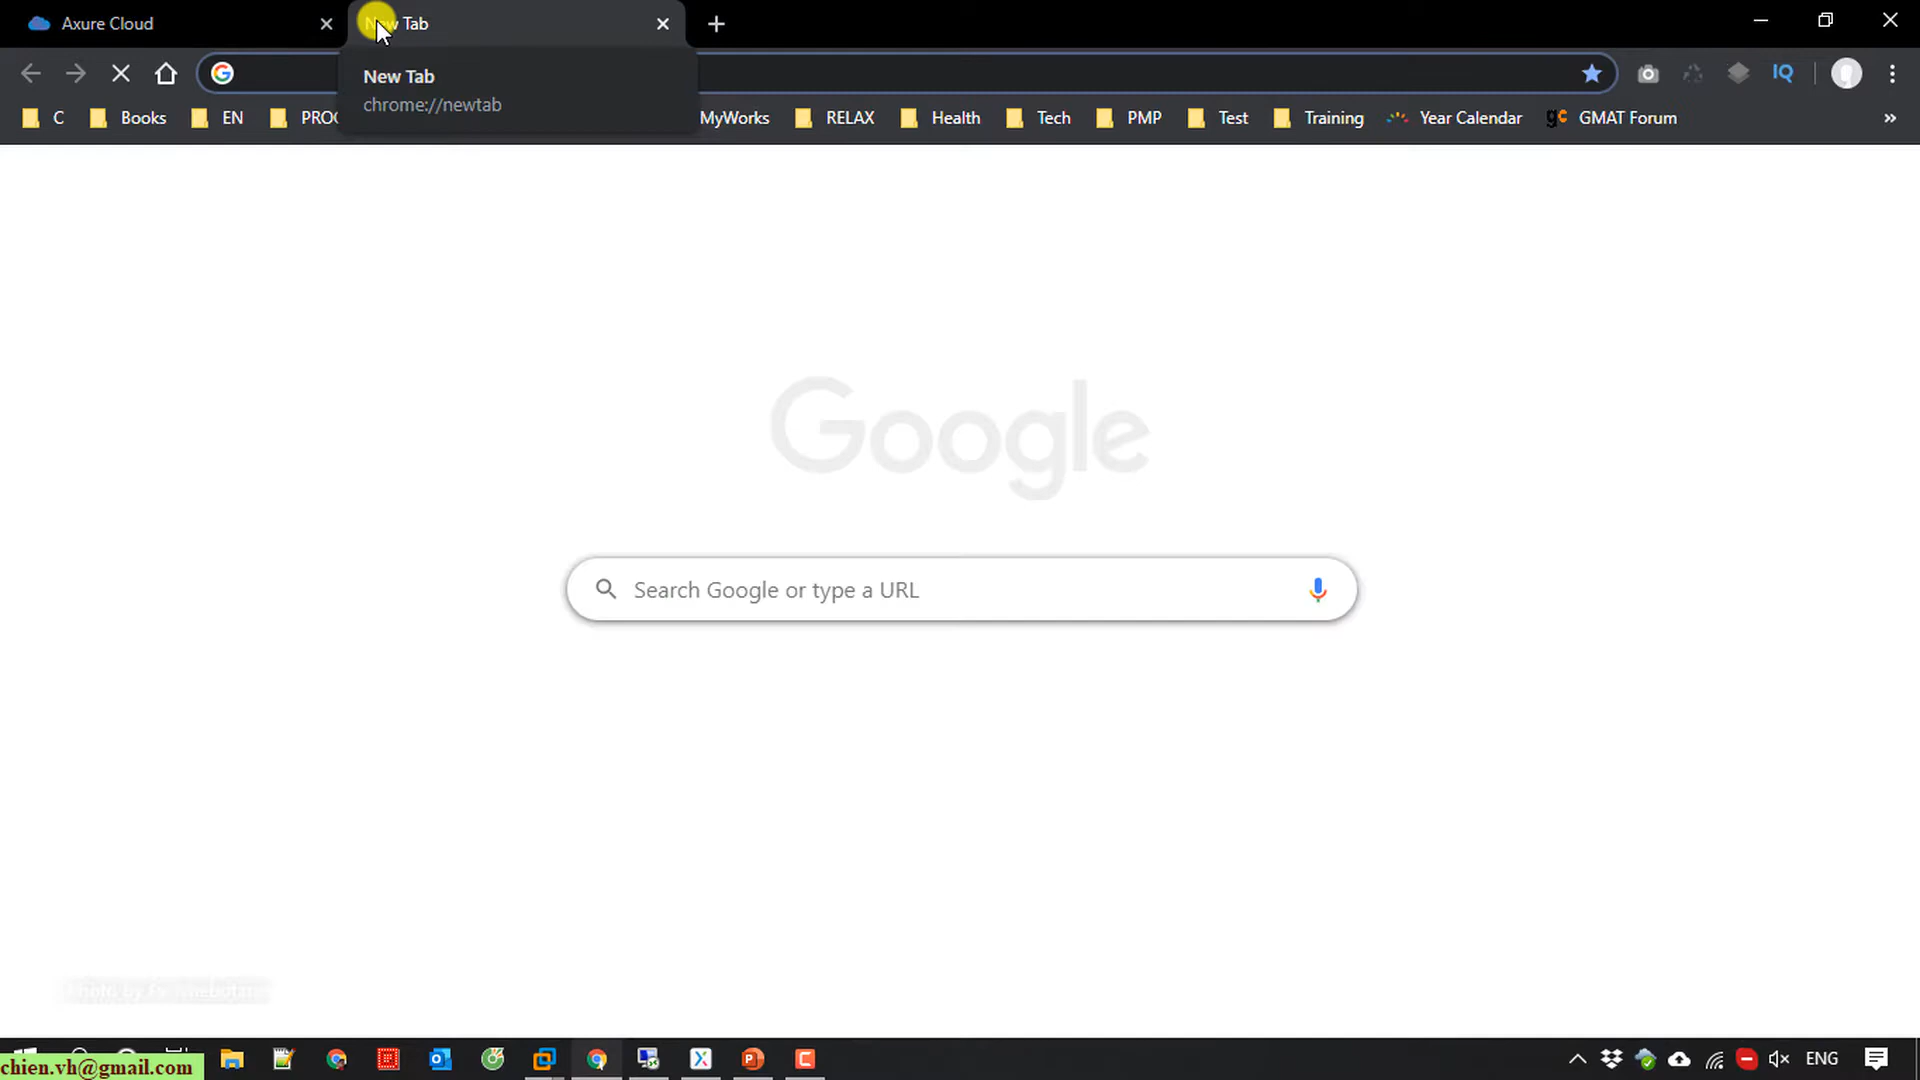 Axure Cloud
New Tab
New Tab
chrome://newtab
C
Books
EN
MyWorks
RELAX
Health
Tech
PMP
Test
Training
Year Calendar
GMAT Forum
Google
Search Google or type a URL
chien.vh@gmail.com
ENG